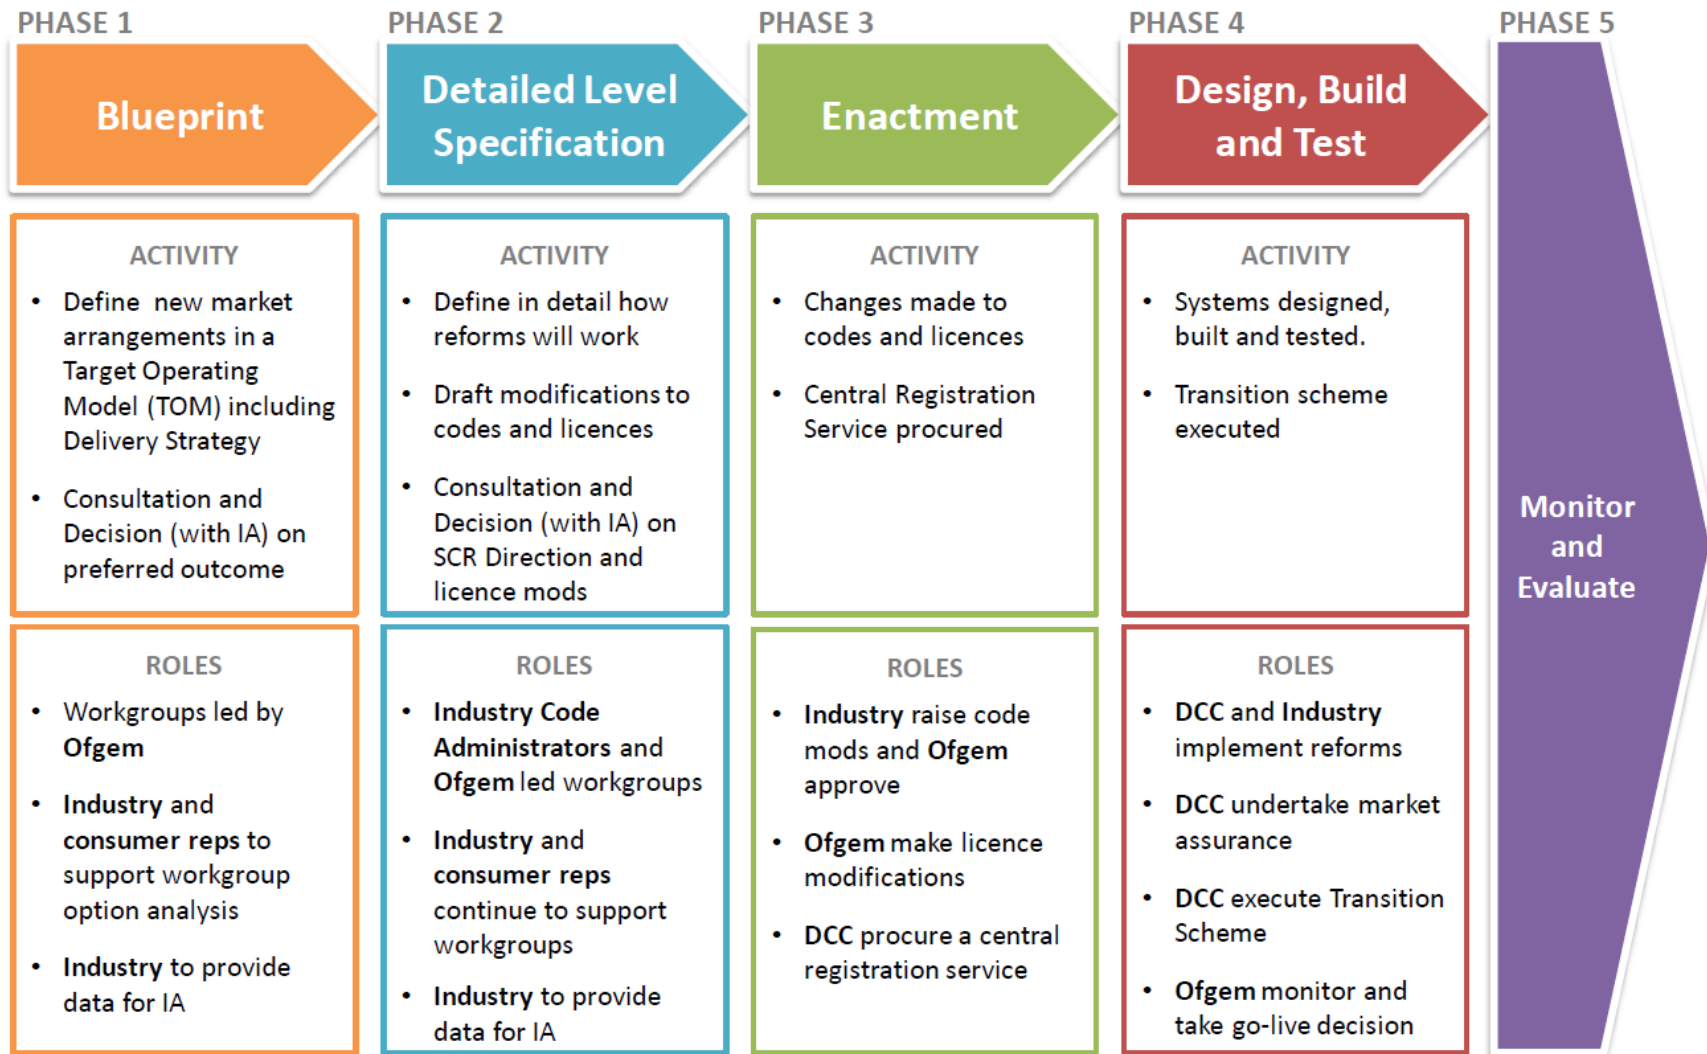 PHASE 1
Blueprint
ACTIVITY
• Define  new market
arrangements in a
Target Operating
Model (TOM) including
Delivery Strategy
• Consultation and
Decision (with IA) on
preferred outcome
ROLES
• Workgroups led by
Ofgem
• Industry and
consumer reps to
support workgroup
option analysis
• Industry to provide
data for IA
PHASE 2
Detailed Level
Specification
ACTIVITY
• Define in detail how
reforms will work
• Draft modifications to
codes and licences
• Consultation and
Decision (with IA) on
SCR Direction and
licence mods
ROLES
• Industry Code
Administrators and
Ofgem led workgroups
• Industry and
consumer reps
continue to support
workgroups
• Industry to provide
data for IA
PHASE 3
Enactment
ACTIVITY
• Changes made to
codes and licences
• Central Registration
Service procured
ROLES
• Industry raise code
mods and Ofgem
approve
• Ofgem make licence
modifications
• DCC procure a central
registration service
PHASE 4
Design, Build
and Test
ACTIVITY
• Systems designed,
built and tested.
• Transition scheme
executed
ROLES
• DCC and Industry
implement reforms
• DCC undertake market
assurance
• DCC execute Transition
Scheme
• Ofgem monitor and
take go-live decision
PHASE 5
Monitor
and
Evaluate